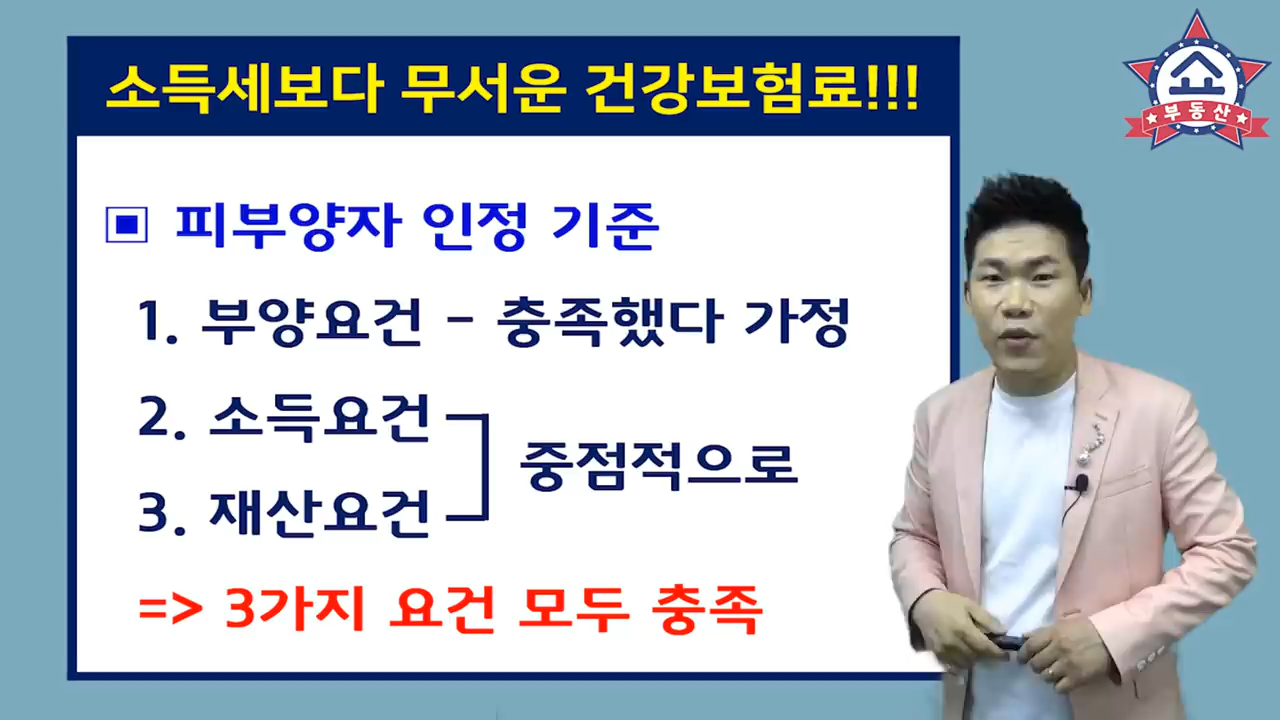 소득세보다 무서운 건강보험료!!!
부동산
▣ 피부양자 인정 기준
1. 부양요건 - 충족했다 가정
2. 소득요건
중점적으로
3. 재산요건
=> 3가지 요건 모두 충족